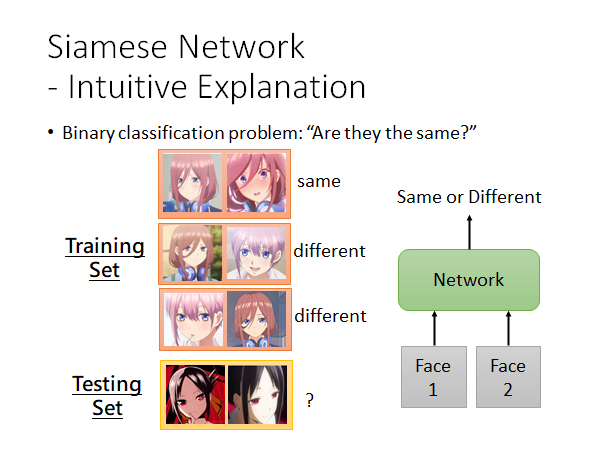 Siamese Network
- Intuitive Explanation
• Binary classification problem: “Are they the same?”
same
Training
Set
different
different
Testing
Set
?
Same or Different
Network
Face
1
Face
2